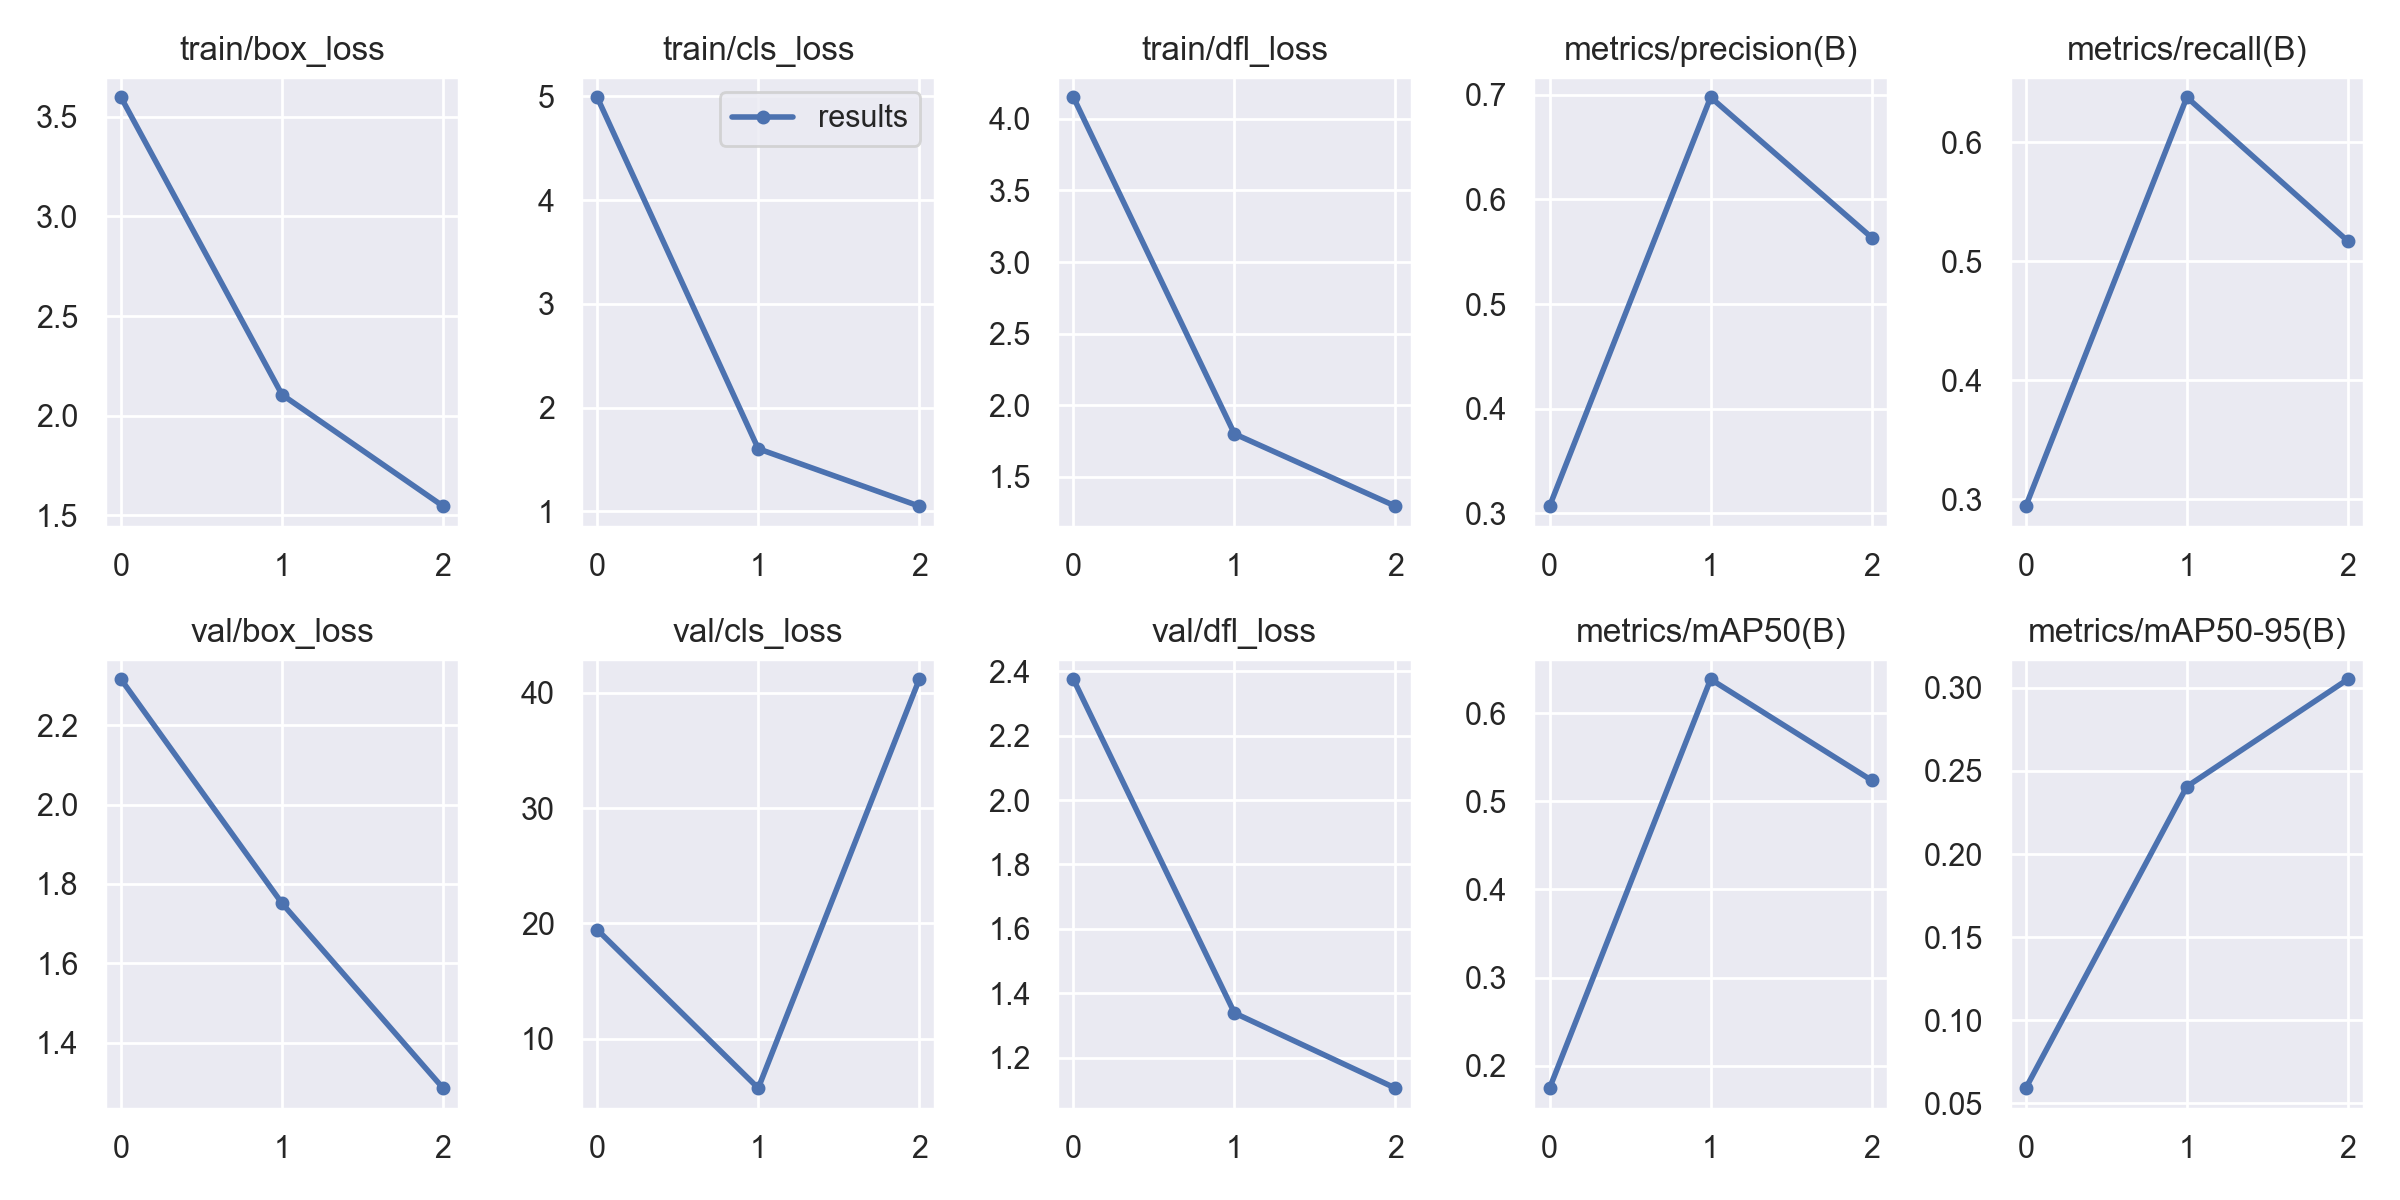 train/box_loss
3.5
3.0
2.5
2.0
1.5
0 1 2
train/cls_loss
results
5
4
3
2
1
0 1 2
train/dfl_loss
4.0
3.5
3.0
2.5
2.0
1.5
0 1 2
metrics/precision(B)
0.7
0.6
0.5
0.4
0.3
0 1 2
metrics/recall(B)
0.6
0.5
0.4
0.3
0 1 2
val/box_loss
2.2
2.0
1.8
1.6
1.4
0 1 2
val/cls_loss
40
30
20
10
0 1 2
val/dfl_loss
2.4
2.2
2.0
1.8
1.6
1.4
1.2
0 1 2
metrics/mAP50(B)
0.6
0.5
0.4
0.3
0.2
0 1 2
metrics/mAP50-95(B)
0.30
0.25
0.20
0.15
0.10
0.05
0 1 2